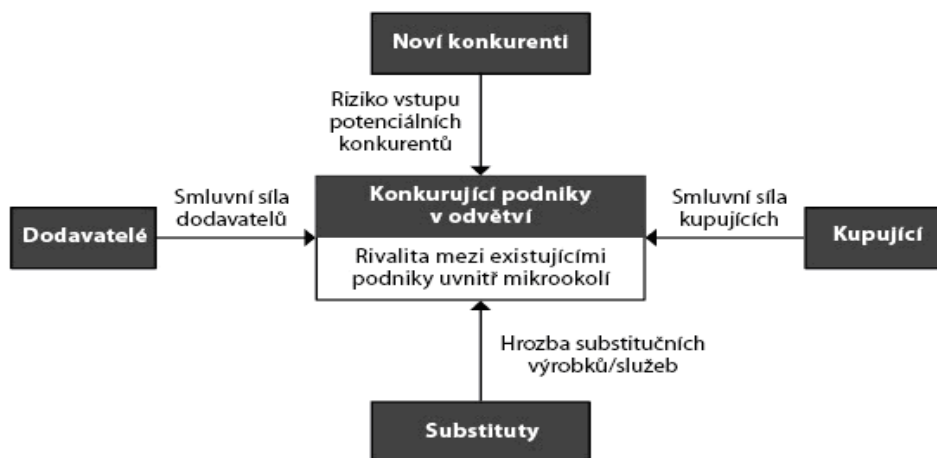 Noví konkurenti
Riziko vstupu
potenciálních
konkurentů
Smluvní síla
dodavatelů
Konkurující podniky
v odvětví
Smluvní síla
kupujících
Dodavatelé
Rivalita mezi existujícími
podniky uvnitř mikrookolí
Kupující
Hrozba substitučních
výrobků/služeb
Substituty